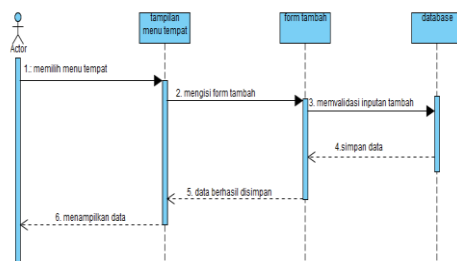 tampilan
menu tempat
form tambah
database
Actor
1.: memilih menu tempat
2. mengisi form tambah
3. memvalidasi inputan tambah
4.simpan data
5. data berhasil disimpan
6. menampilkan data